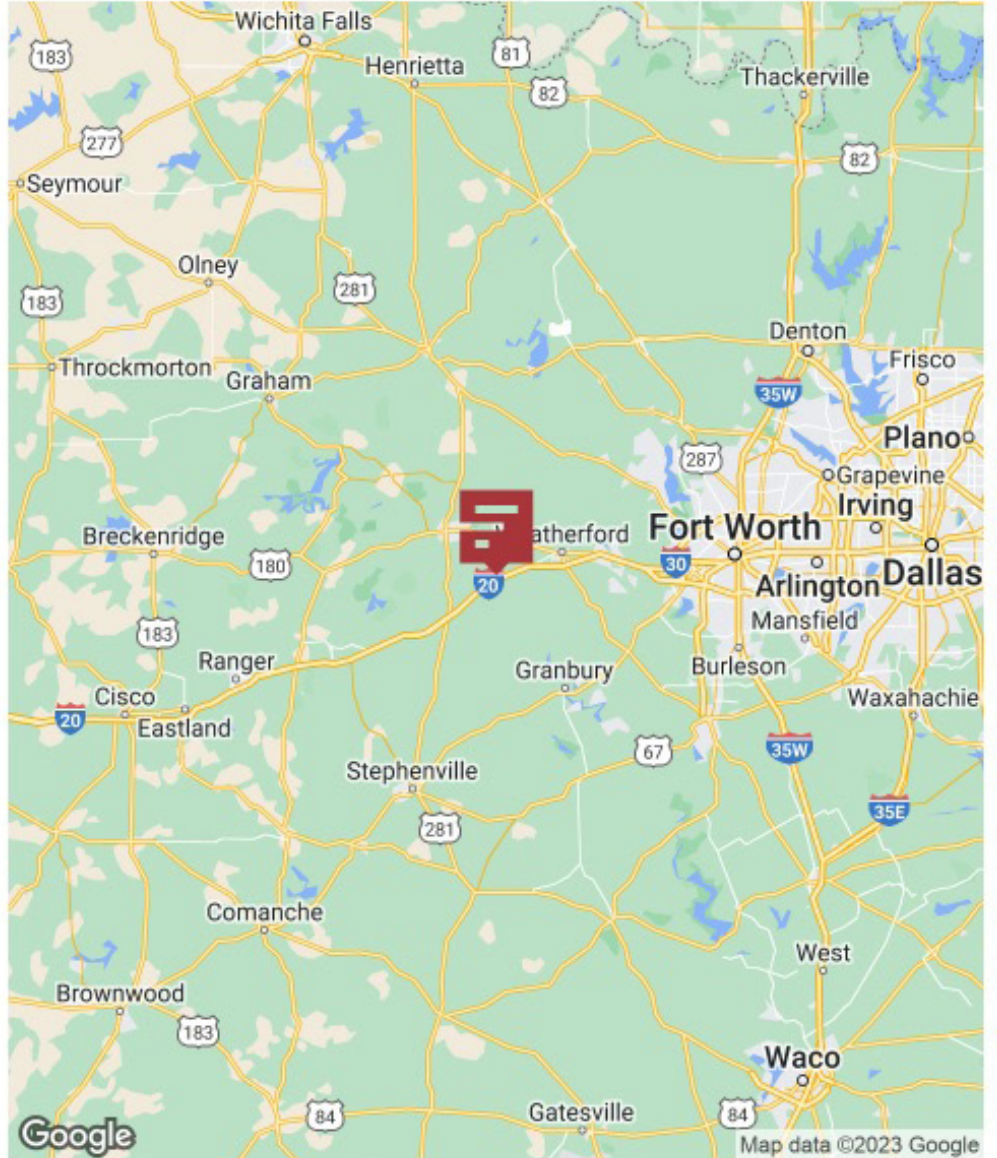 Wichita Falls
183
81
Henrietta
82
Thackerville
277
82
Seymour
Olney
281
183
Denton
Throckmorton
Frisco
Graham
35W
Plano
287
Grapevine
Irving
Breckenridge
atherford
Fort Worth
180
30
20
Arlington
Dallas
183
Mansfield
Ranger
Granbury
Burleson
Cisco
Waxahachie
20
Eastland
67
35W
Stephenville
281
35E
Comanche
West
Brownwood
183
Waco
84
Gatesville
84
Google
Map data ©2023 Google